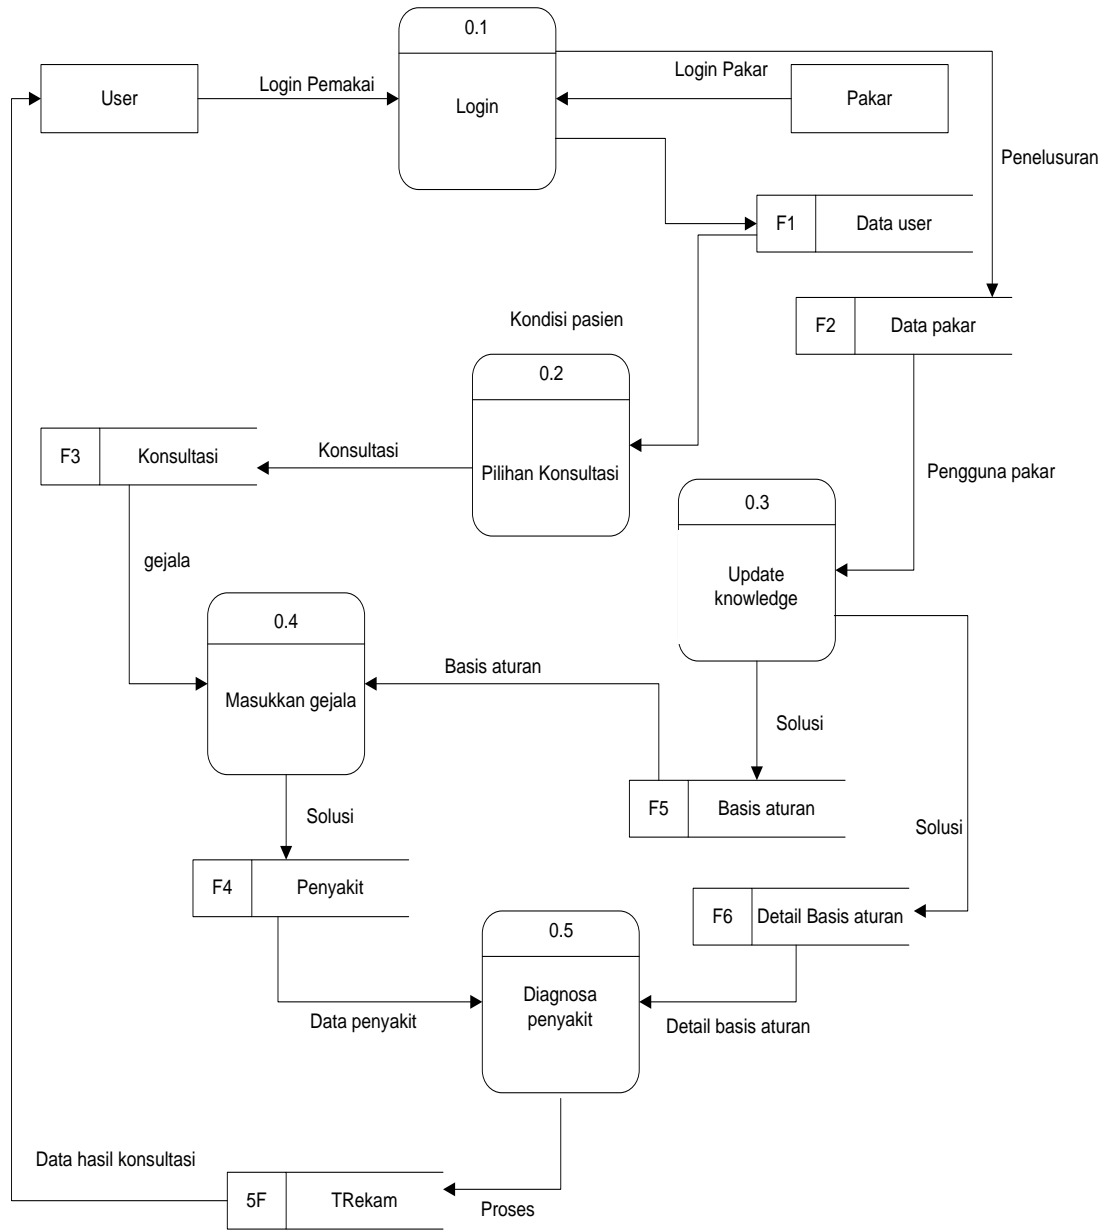 0.1
Login
User
Login Pemakai
Login Pakar
Pakar
Penelusuran
F1
Data user
F2
Data pakar
Kondisi pasien
0.2
Pilihan Konsultasi
Konsultasi
F3
Konsultasi
Pengguna pakar
0.3
Update
knowledge
gejala
0.4
Masukkan gejala
Basis aturan
Solusi
Solusi
F5
Basis aturan
Solusi
F4
Penyakit
F6
Detail Basis aturan
0.5
Diagnosa
penyakit
Data penyakit
Detail basis aturan
Data hasil konsultasi
5F
TRekam
Proses